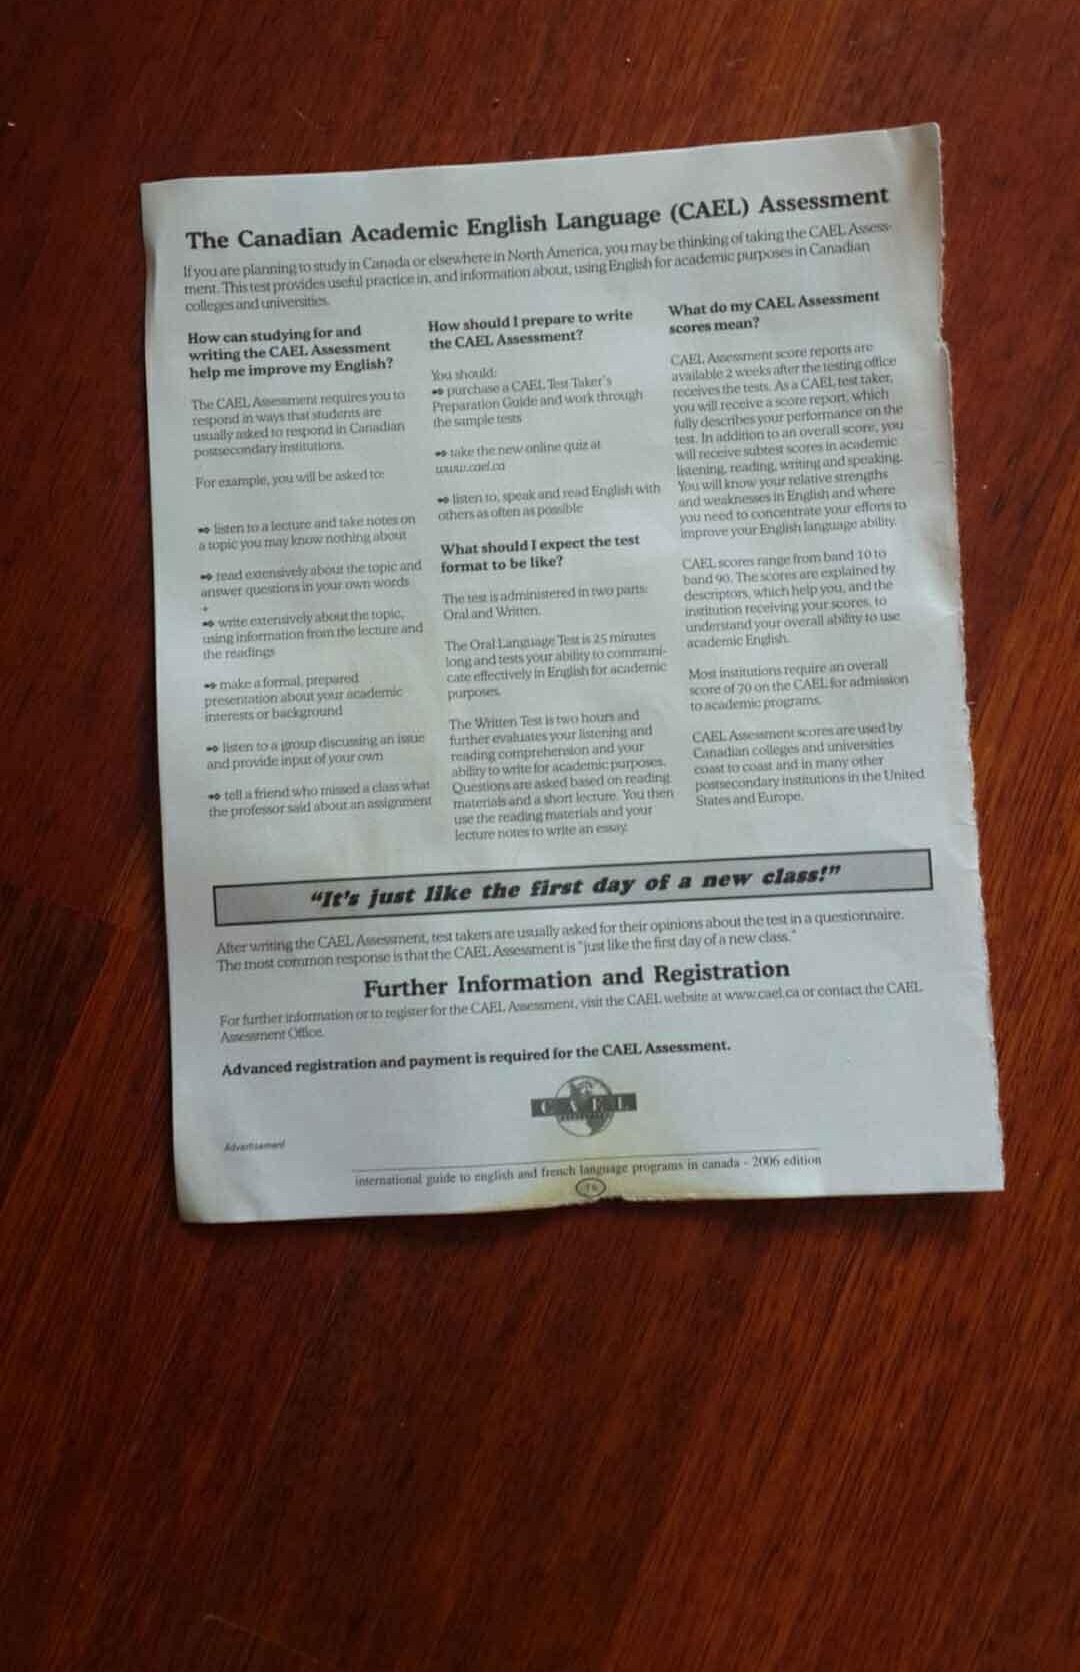 The Canadian Academic English Language (CAEL) Assessment
If you are planning to study in Canada or elsewhere in North America, you may be thinking of taking the CAEL Assess-
ment. This test provides useful practice in, and information about, using English for academic purposes in Canadian
colleges and universities.
How can studying for and
writing the CAEL Assessment
help me improve my English?
The CAEL Assessment requires you to
respond in ways that students are
usually asked to respond in Canadian
postsecondary institutions.
For example, you will be asked to:
➺ listen to a lecture and take notes on
a topic you may know nothing about
➺ read extensively about the topic and
answer questions in your own words
➺ write extensively about the topic,
using information from the lecture and
the readings
➺ make a formal, prepared
presentation about your academic
interests or background
➺ listen to a group discussing an issue
and provide input of your own
➺ tell a friend who missed a class what
the professor said about an assignment
How should I prepare to write
the CAEL Assessment?
You should:
➺ purchase a CAEL Test Taker's
Preparation Guide and work through
the sample tests
➺ take the new online quiz at
www.cael.ca
➺ listen to, speak and read English with
others as often as possible
What should I expect the test
format to be like?
The test is administered in two parts:
Oral and Written.
The Oral Language Test is 25 minutes
long and tests your ability to communi-
cate effectively in English for academic
purposes.
The Written Test is two hours and
further evaluates your listening and
reading comprehension and your
ability to write for academic purposes.
Questions are asked based on reading
materials and a short lecture. You then
use the reading materials and your
lecture notes to write an essay.
What do my CAEL Assessment
scores mean?
CAEL Assessment score reports are
available 2 weeks after the testing office
receives the tests. As a CAEL test taker,
you will receive a score report, which
fully describes your performance on the
test. In addition to an overall score, you
will receive subtest scores in academic
listening, reading, writing and speaking.
You will know your relative strengths
and weaknesses in English and where
you need to concentrate your efforts to
improve your English language ability.
CAEL scores range from band 10 to
band 90. The scores are explained by
descriptors, which help you, and the
institution receiving your scores, to
understand your overall ability to use
academic English.
Most institutions require an overall
score of 70 on the CAEL for admission
to academic programs.
CAEL Assessment scores are used by
Canadian colleges and universities
coast to coast and in many other
postsecondary institutions in the United
States and Europe.
"It's just like the first day of a new class!"
After writing the CAEL Assessment, test takers are usually asked for their opinions about the test in a questionnaire.
The most common response is that the CAEL Assessment is "just like the first day of a new class."
Further Information and Registration
For further information or to register for the CAEL Assessment, visit the CAEL website at www.cael.ca or contact the CAEL
Assessment Office.
Advanced registration and payment is required for the CAEL Assessment.
CAEL
Advertisement
international guide to english and french language programs in canada - 2006 edition